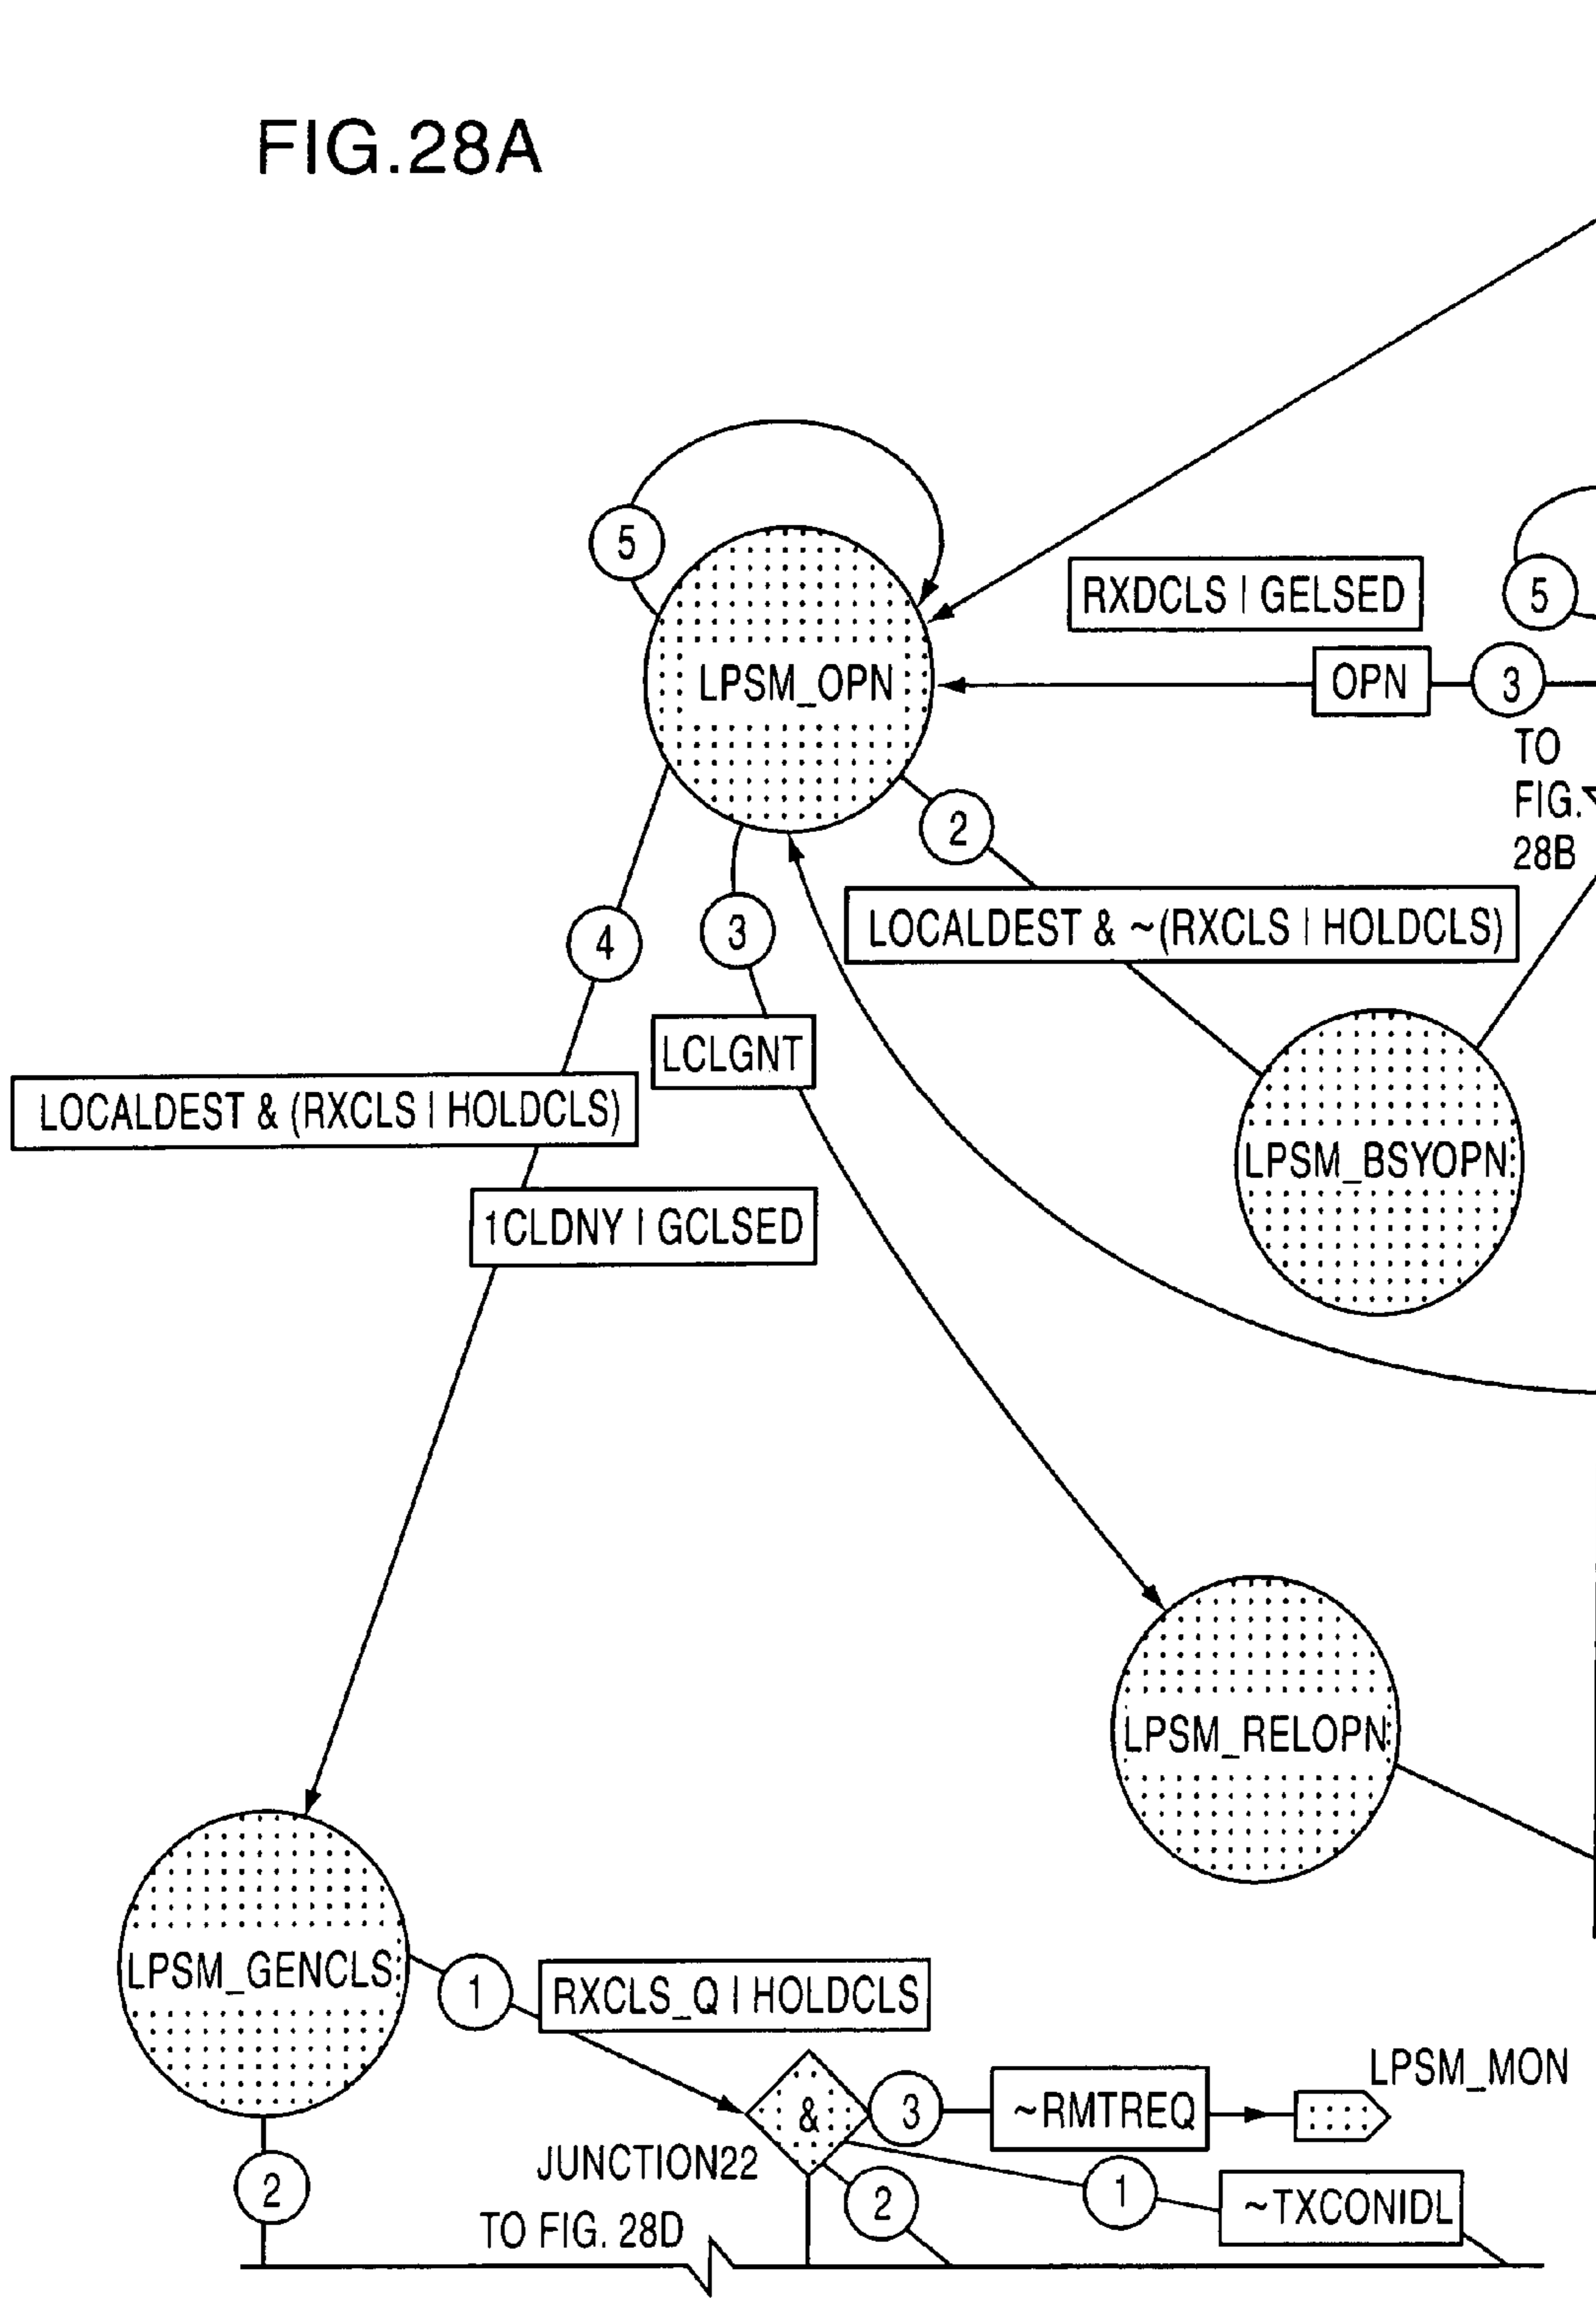 FIG.28A
5
RXDCLS | GELSED
5
LPSM_OPN
OPN
3
TO
FIG.
28B
2
4
3
LOCALDEST & ~(RXCLS | HOLDCLS)
LCLGNT
LOCALDEST & (RXCLS | HOLDCLS)
LPSM_BSYOPN
1CLDNY | GCLSED
LPSM_RELOPN
LPSM_GENCLS
1
RXCLS_Q | HOLDCLS
LPSM_MON
&
3
~RMTREQ
JUNCTION22
2
2
1
~TXCONIDL
TO FIG. 28D